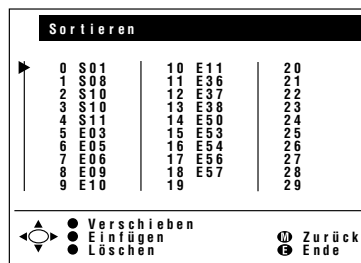 Sortieren
0 S01
1 S08
2 S10
3 S10
4 S11
5 E03
6 E05
7 E06
8 E09
9 E10
10 E11
11 E36
12 E37
13 E38
14 E50
15 E53
16 E54
17 E56
18 E57
19
20
21
22
23
24
25
26
27
28
29
Verschieben
Einfügen
Löschen
M Zurück
E Ende